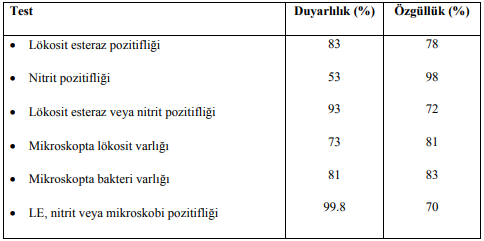 Test Duyarlılık (%) Özgüllük (%)
• Lökosit esteraz pozitifliği 83 78
• Nitrit pozitifliği 53 98
• Lökosit esteraz veya nitrit pozitifliği 93 72
• Mikroskopta lökosit varlığı 73 81
• Mikroskopta bakteri varlığı 81 83
• LE, nitrit veya mikroskobi pozitifliği 99.8 70